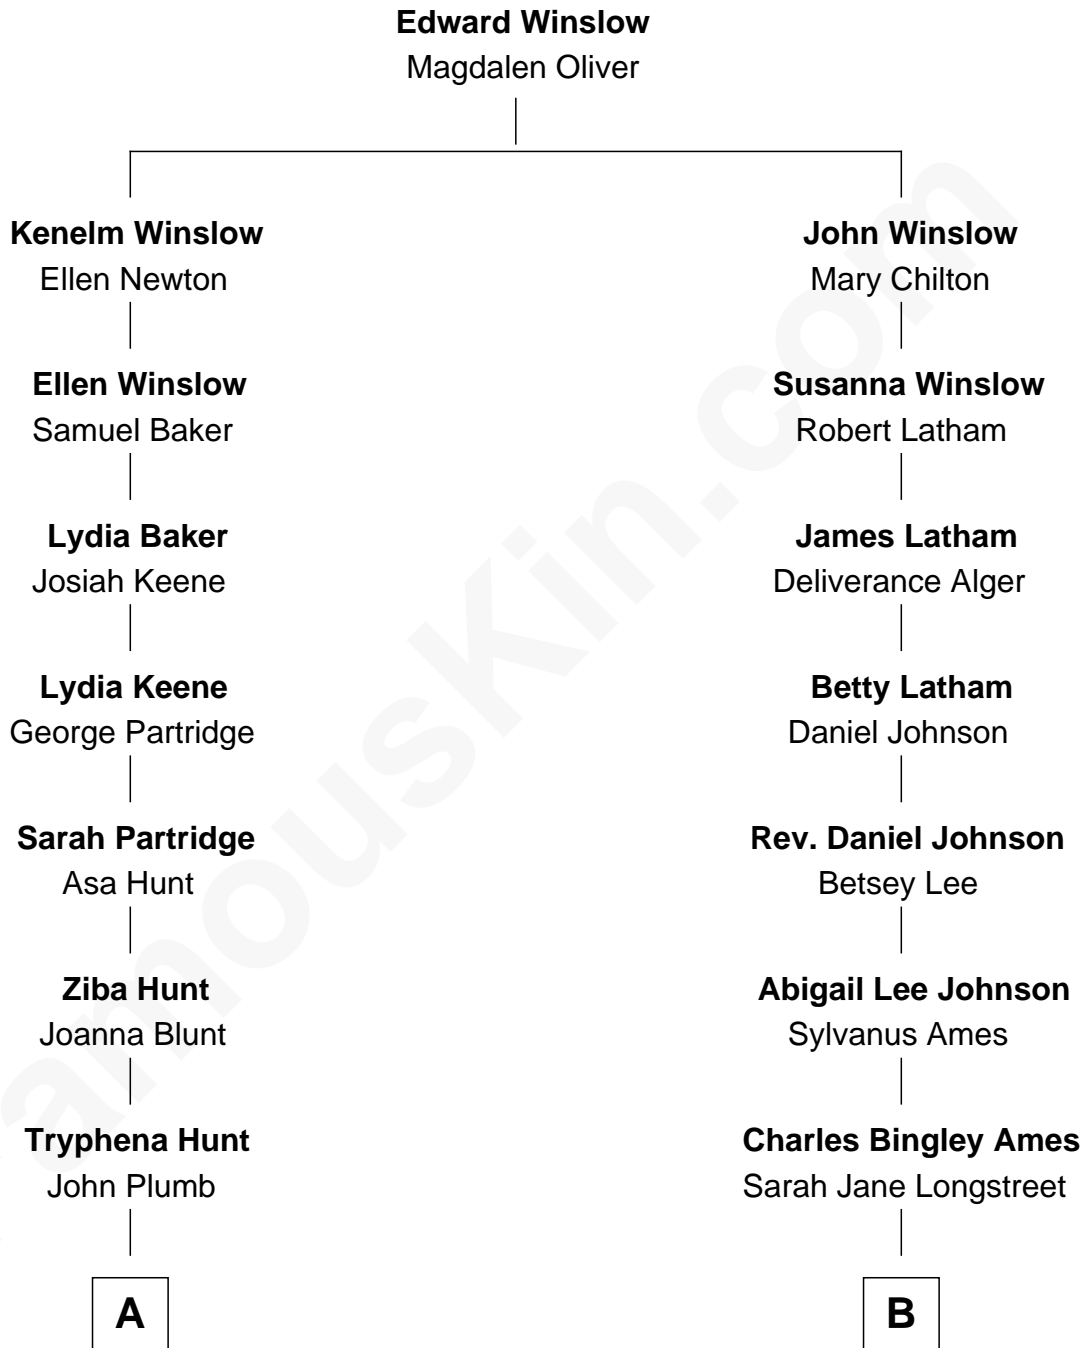 Edward Winslow
Magdalen Oliver
Kenelm Winslow
Ellen Newton
John Winslow
Mary Chilton
Ellen Winslow
Samuel Baker
Susanna Winslow
Robert Latham
Lydia Baker
Josiah Keene
James Latham
Deliverance Alger
Lydia Keene
George Partridge
Betty Latham
Daniel Johnson
Sarah Partridge
Asa Hunt
Rev. Daniel Johnson
Betsey Lee
Ziba Hunt
Joanna Blunt
Abigail Lee Johnson
Sylvanus Ames
Tryphena Hunt
John Plumb
Charles Bingley Ames
Sarah Jane Longstreet
A
B
amousKin.com